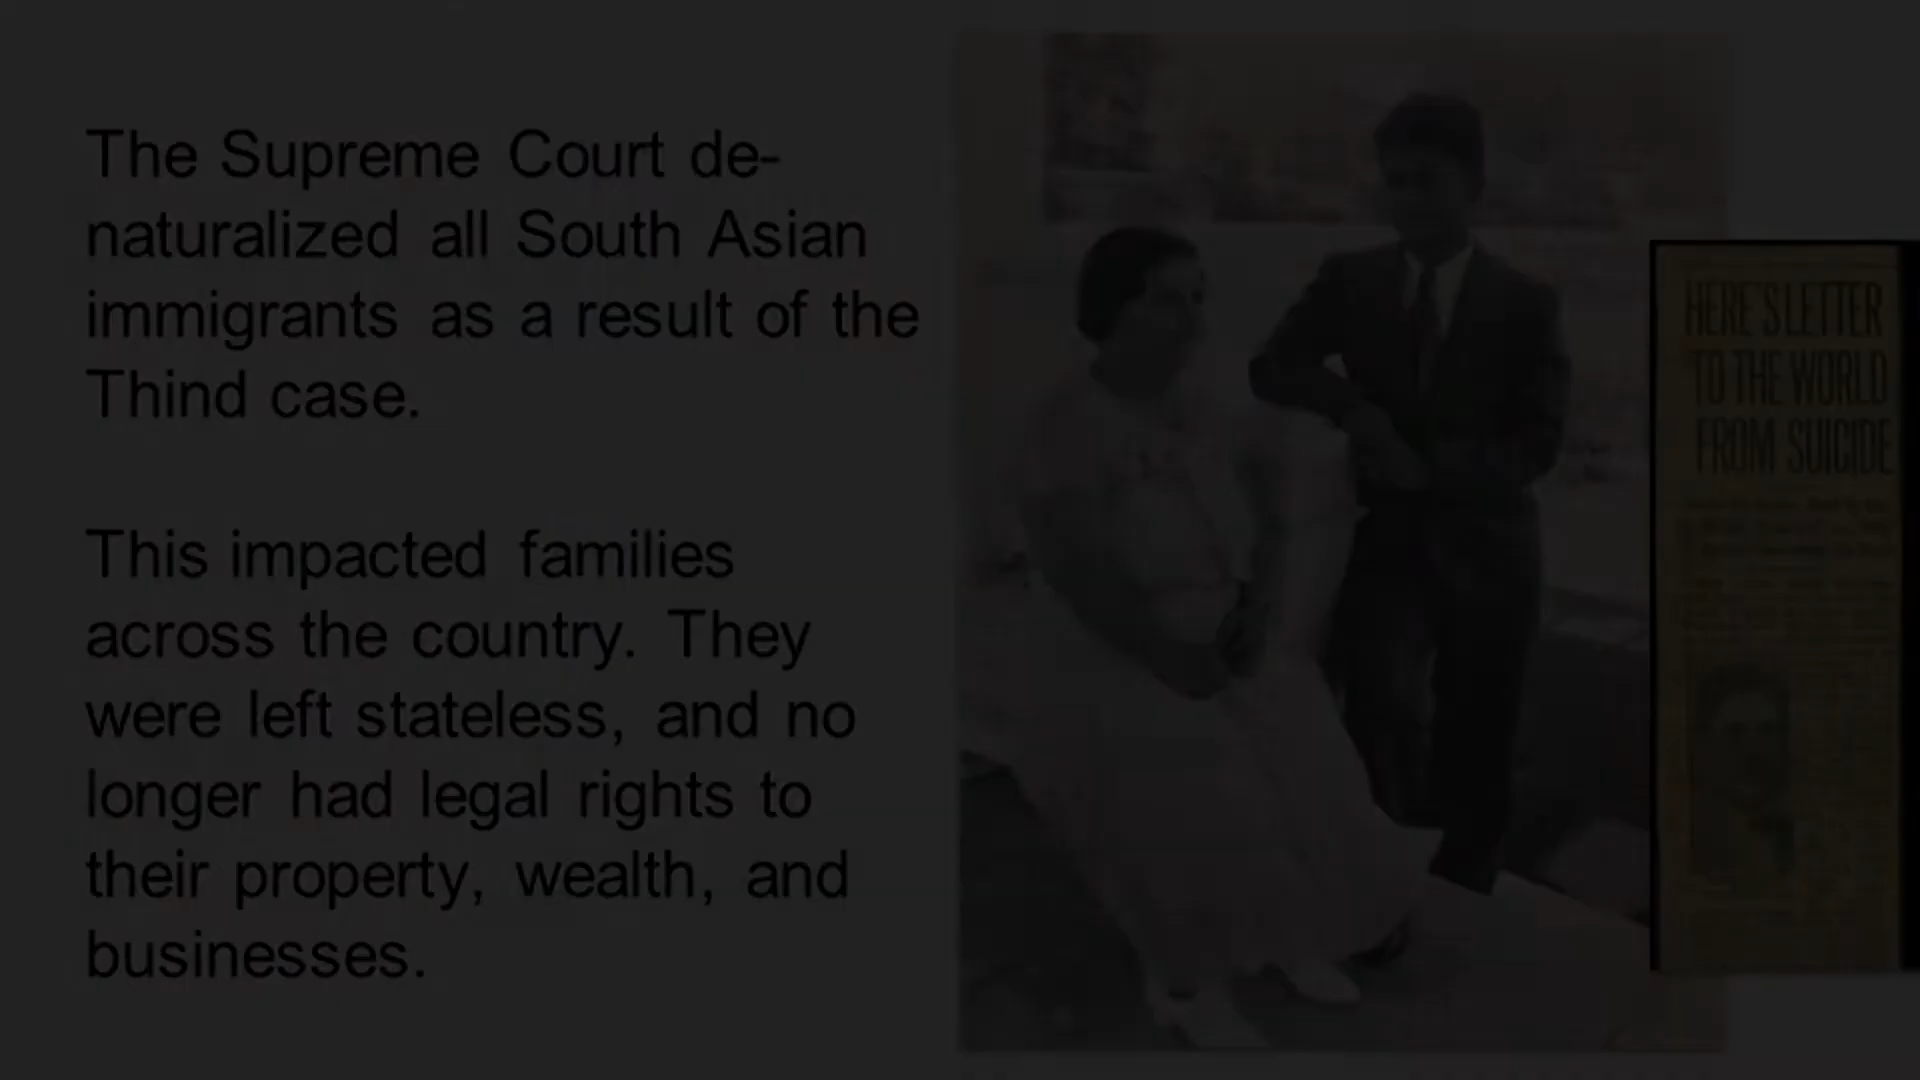 The Supreme Court de-
naturalized all South Asian
immigrants as a result of the
Thind case.
This impacted families
across the country. They
were left stateless, and no
longer had legal rights to
their property, wealth, and
businesses.
HERE'S LETTER
TO THE WORLD
FROM SUICIDE